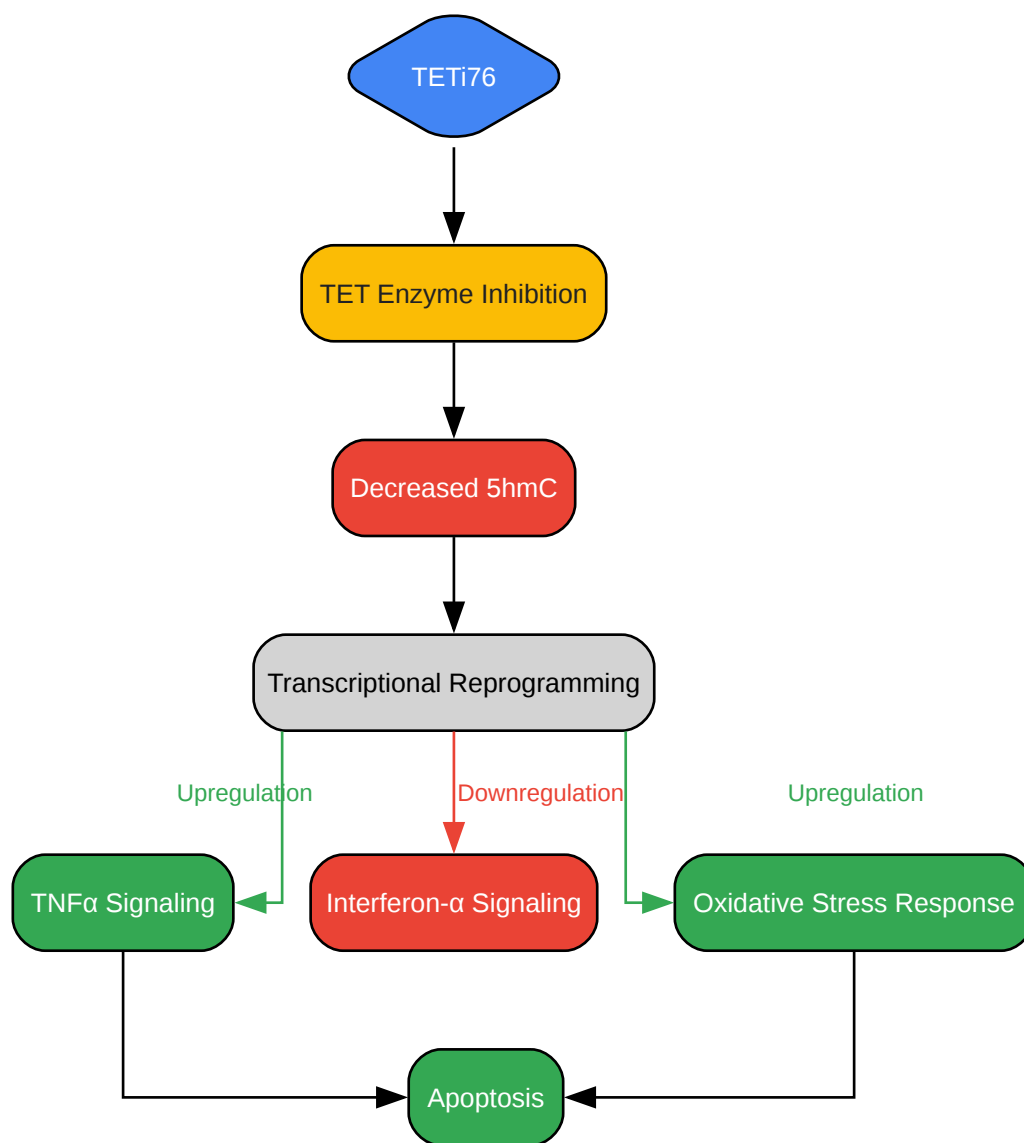 TETi76
TET Enzyme Inhibition
Decreased 5hmC
Transcriptional Reprogramming
Upregulation
Downregulation
Upregulation
TNFα Signaling
Interferon-α Signaling
Oxidative Stress Response
Apoptosis